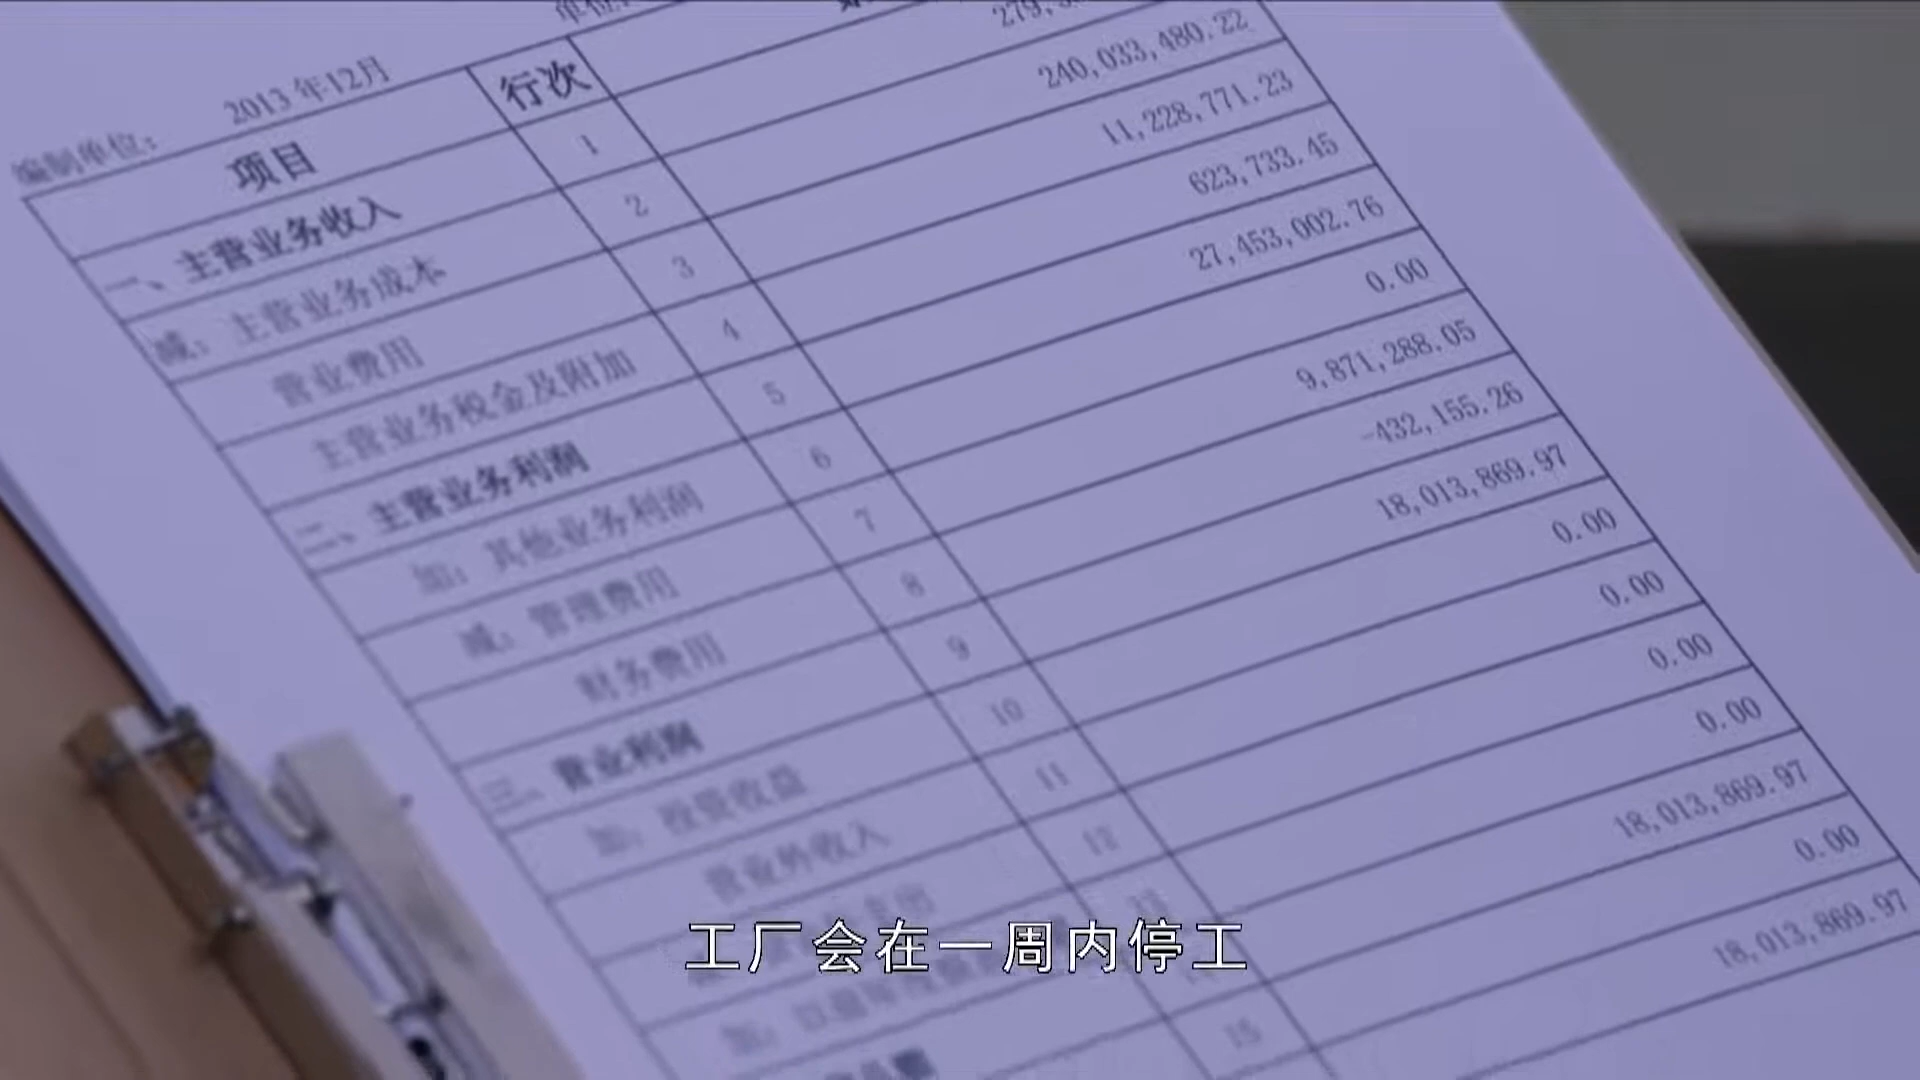 编制单位： 2013年12月
项目 行次
一、主营业务收入 1
减：主营业务成本 2 240,033,480.22
营业费用 3 11,228,771.23
主营业务税金及附加 4 623,733.45
二、主营业务利润 5 27,453,002.76
加：其他业务利润 6 0.00
减：管理费用 7 9,871,288.05
财务费用 8 -432,155.26
三、营业利润 9 18,013,869.97
加：投资收益 10 0.00
营业外收入 11 0.00
12 0.00
13 0.00
18,013,869.97
15 0.00
18,013,869.97
工厂会在一周内停工